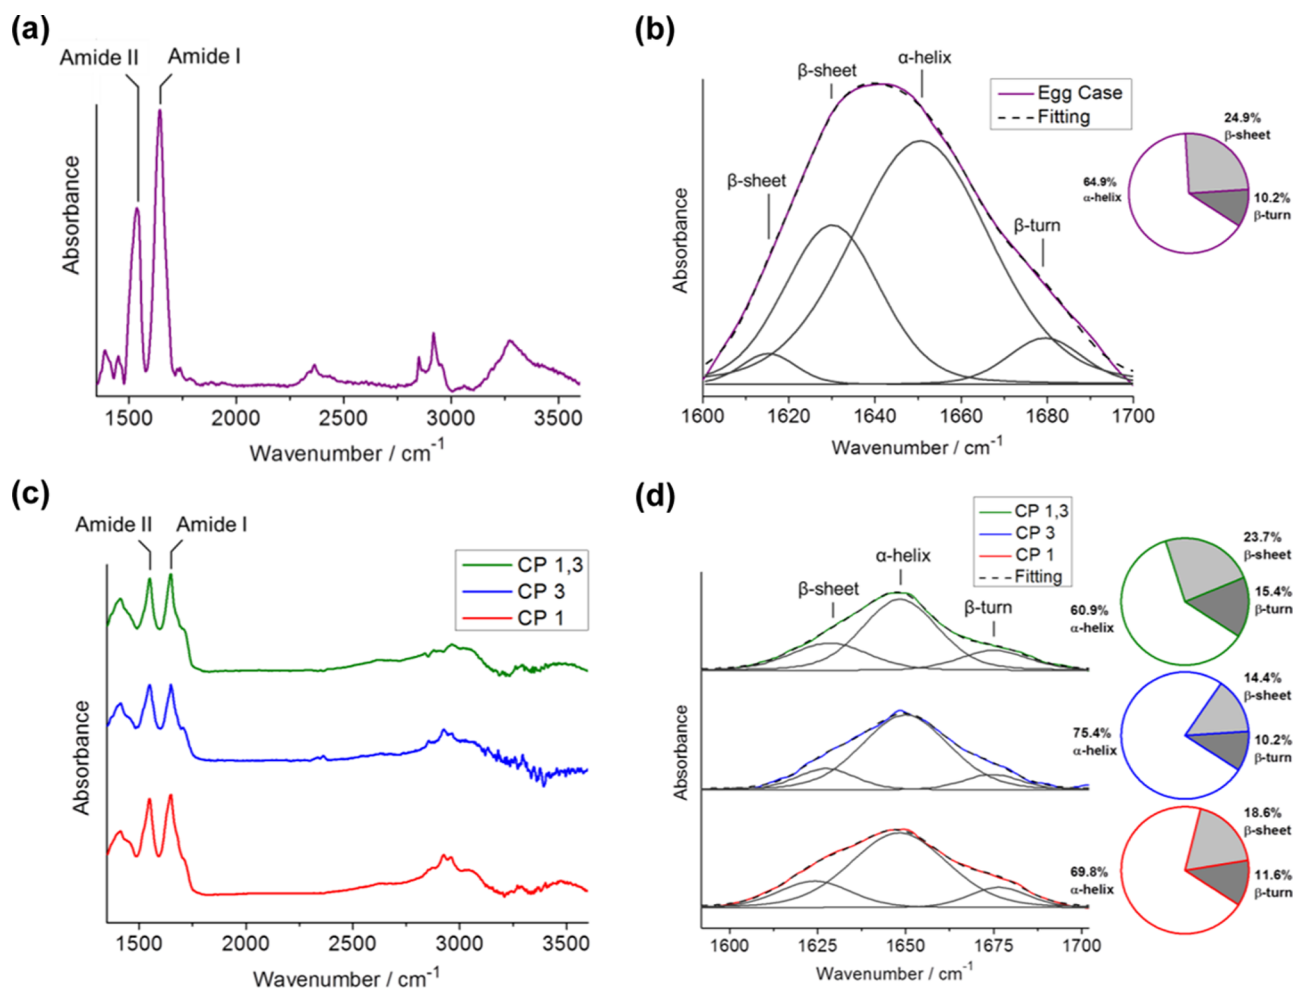 (a)
Amide II
Amide I
Absorbance
1500
2000
2500
3000
3500
Wavenumber / cm-1
(b)
β-sheet
β-sheet
α-helix
β-turn
Egg Case
Fitting
24.9%
β-sheet
64.9%
α-helix
10.2%
β-turn
Absorbance
1600
1620
1640
1660
1680
1700
Wavenumber / cm-1
(c)
Amide II
Amide I
CP 1,3
CP 3
CP 1
Absorbance
1500
2000
2500
3000
3500
Wavenumber / cm-1
(d)
CP 1,3
CP 3
CP 1
Fitting
β-sheet
α-helix
β-turn
23.7%
β-sheet
15.4%
β-turn
60.9%
α-helix
14.4%
β-sheet
10.2%
β-turn
75.4%
α-helix
18.6%
β-sheet
11.6%
β-turn
69.8%
α-helix
Absorbance
1600
1625
1650
1675
1700
Wavenumber / cm-1